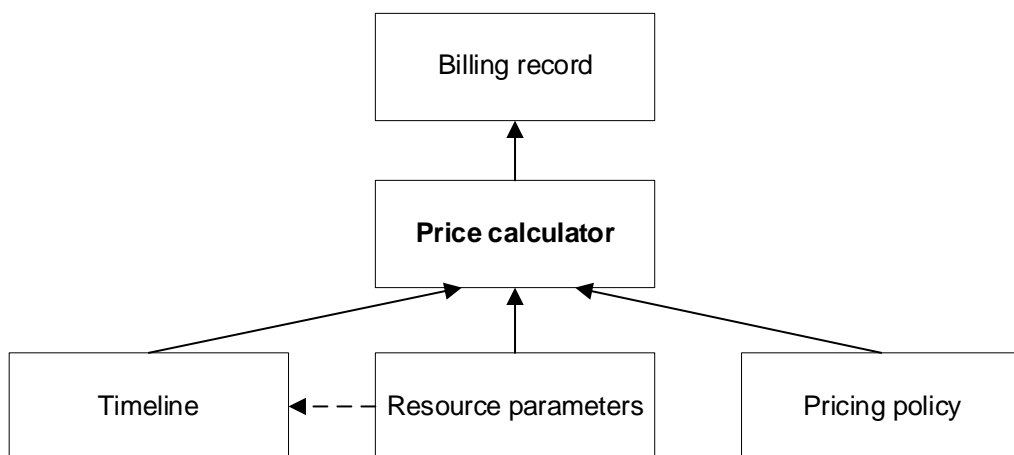 Billing record
Price calculator
Timeline
Resource parameters
Pricing policy